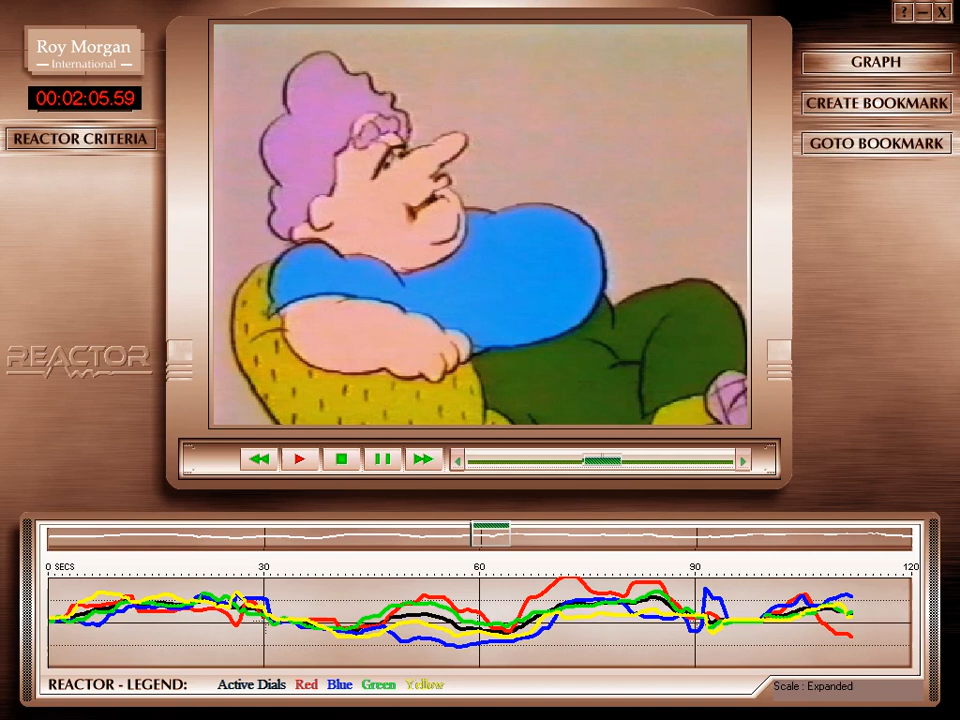 ? — X
Roy Morgan
International
00:02:05.59
REACTOR CRITERIA
GRAPH
CREATE BOOKMARK
GOTO BOOKMARK
REACTOR
0 SECS 30 60 90 120
REACTOR - LEGEND: Active Dials Red Blue Green Yellow
Scale : Expanded